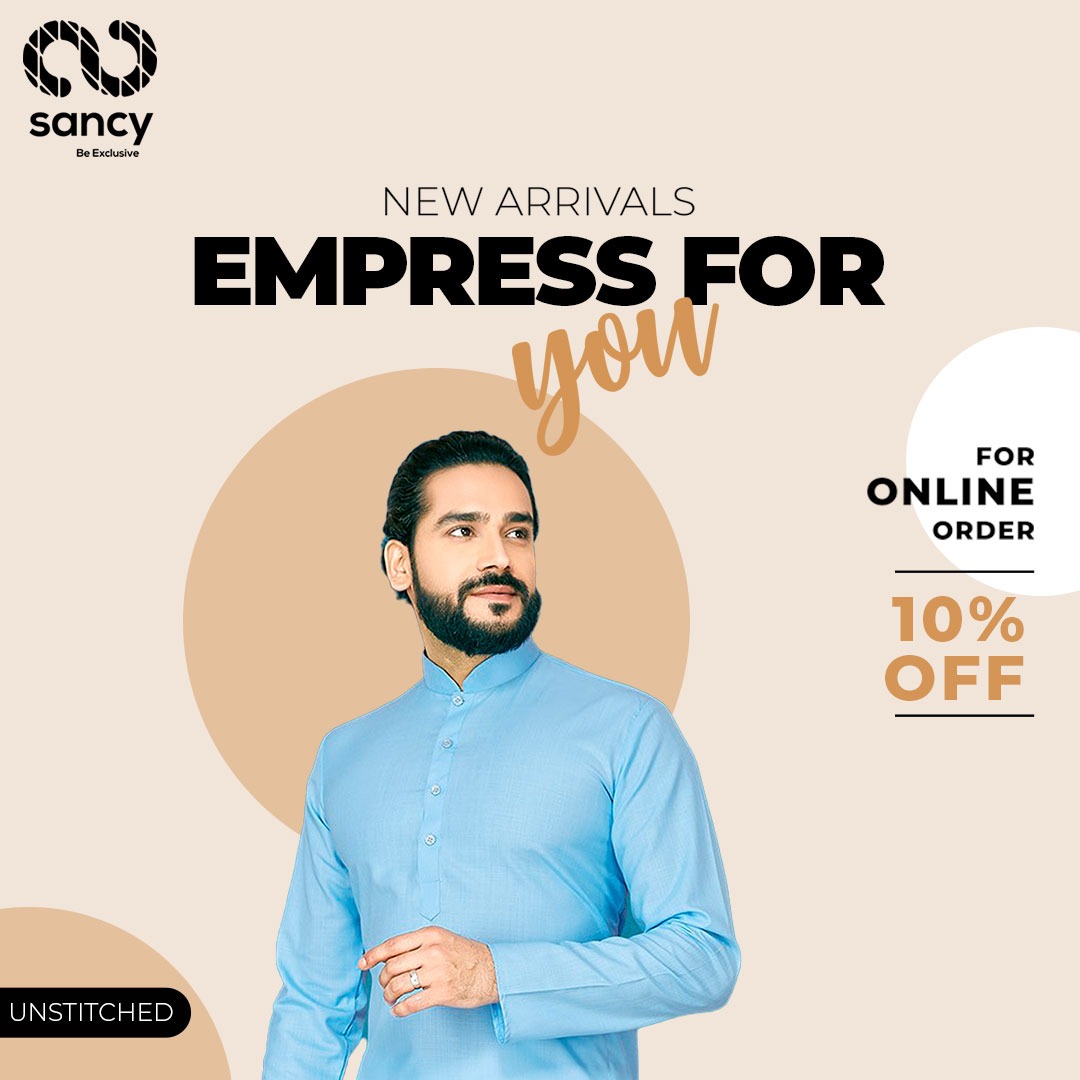 sancy
Be Exclusive
NEW ARRIVALS
EMPRESS FOR
you
FOR
ONLINE
ORDER
10%
OFF
UNSTITCHED